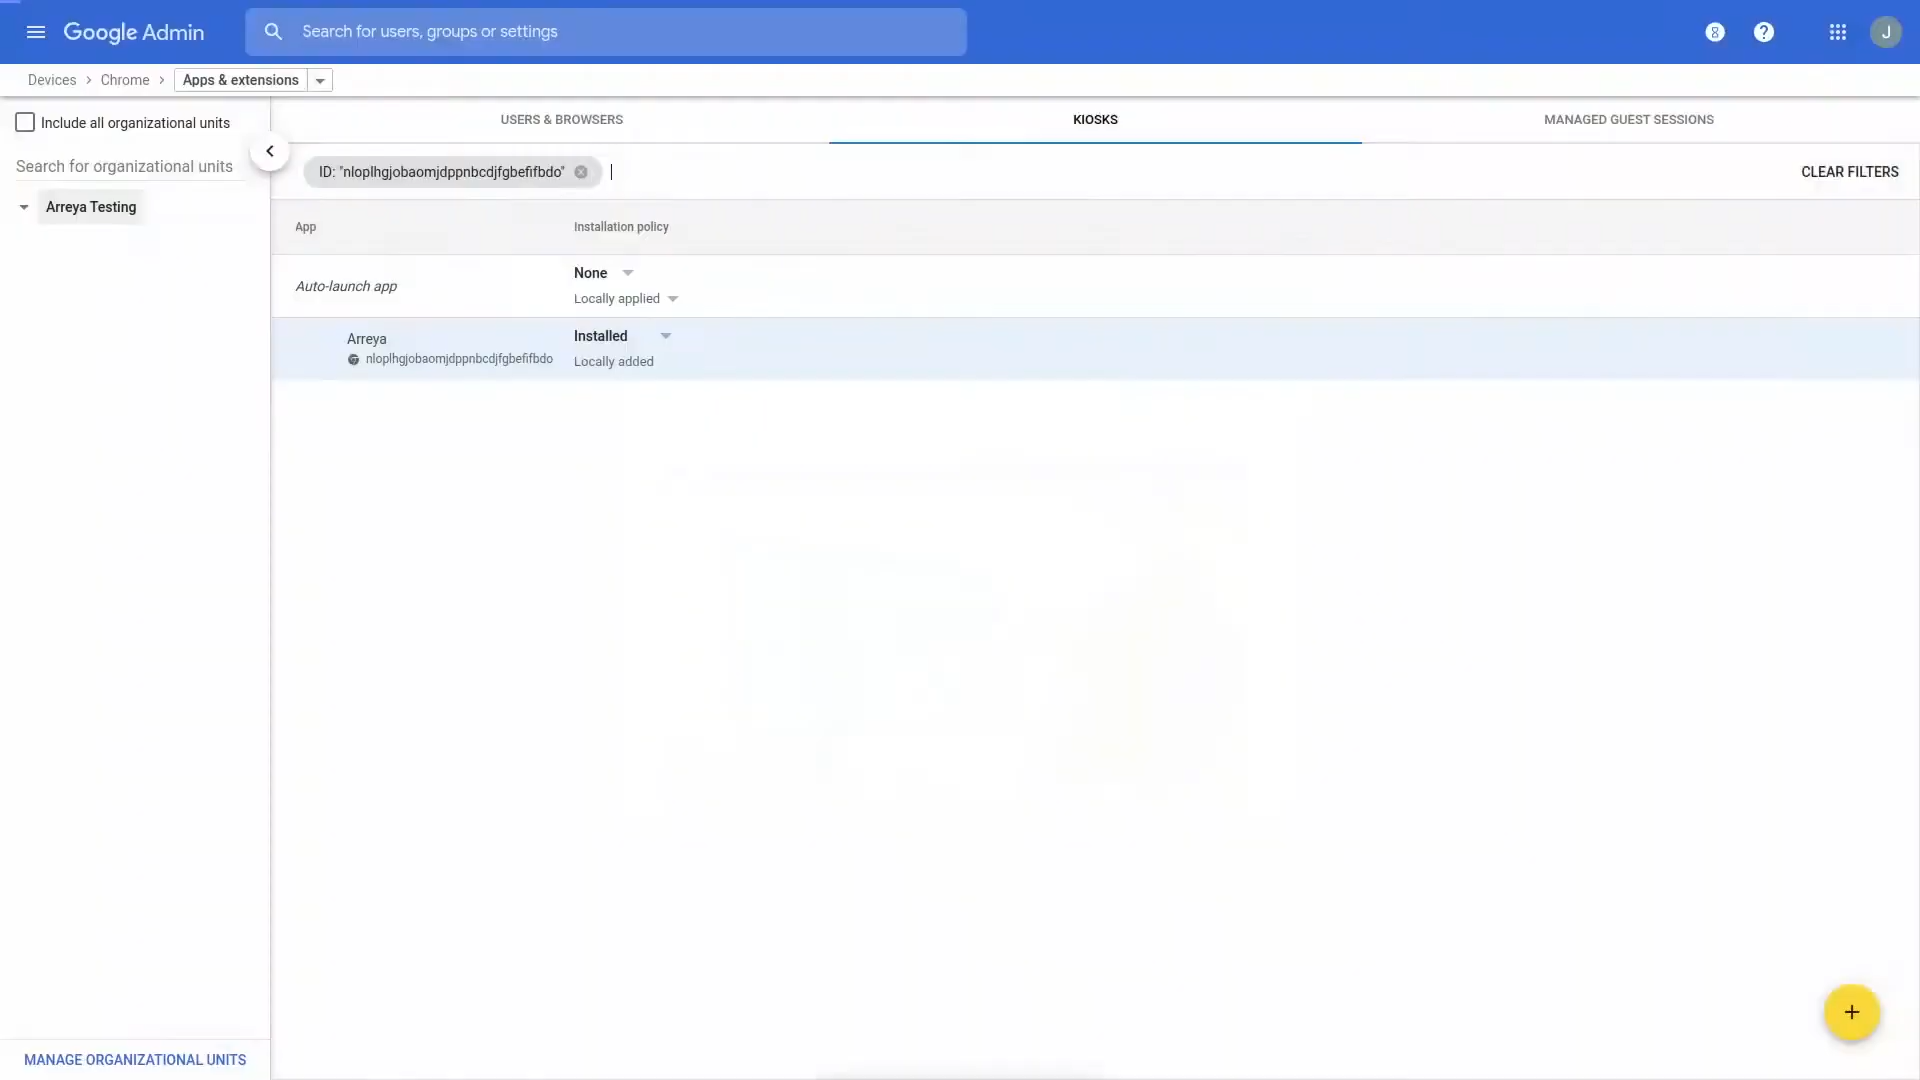 Google Admin
Search for users, groups or settings
J
Devices > Chrome > Apps & extensions
Include all organizational units
Search for organizational units
Arreya Testing
MANAGE ORGANIZATIONAL UNITS
USERS & BROWSERS
KIOSKS
MANAGED GUEST SESSIONS
ID: "nloplhgjobaomjdppnbcdjfgbefifbdo"
CLEAR FILTERS
App
Installation policy
Auto-launch app
None
Locally applied
Arreya
nloplhgjobaomjdppnbcdjfgbefifbdo
Installed
Locally added